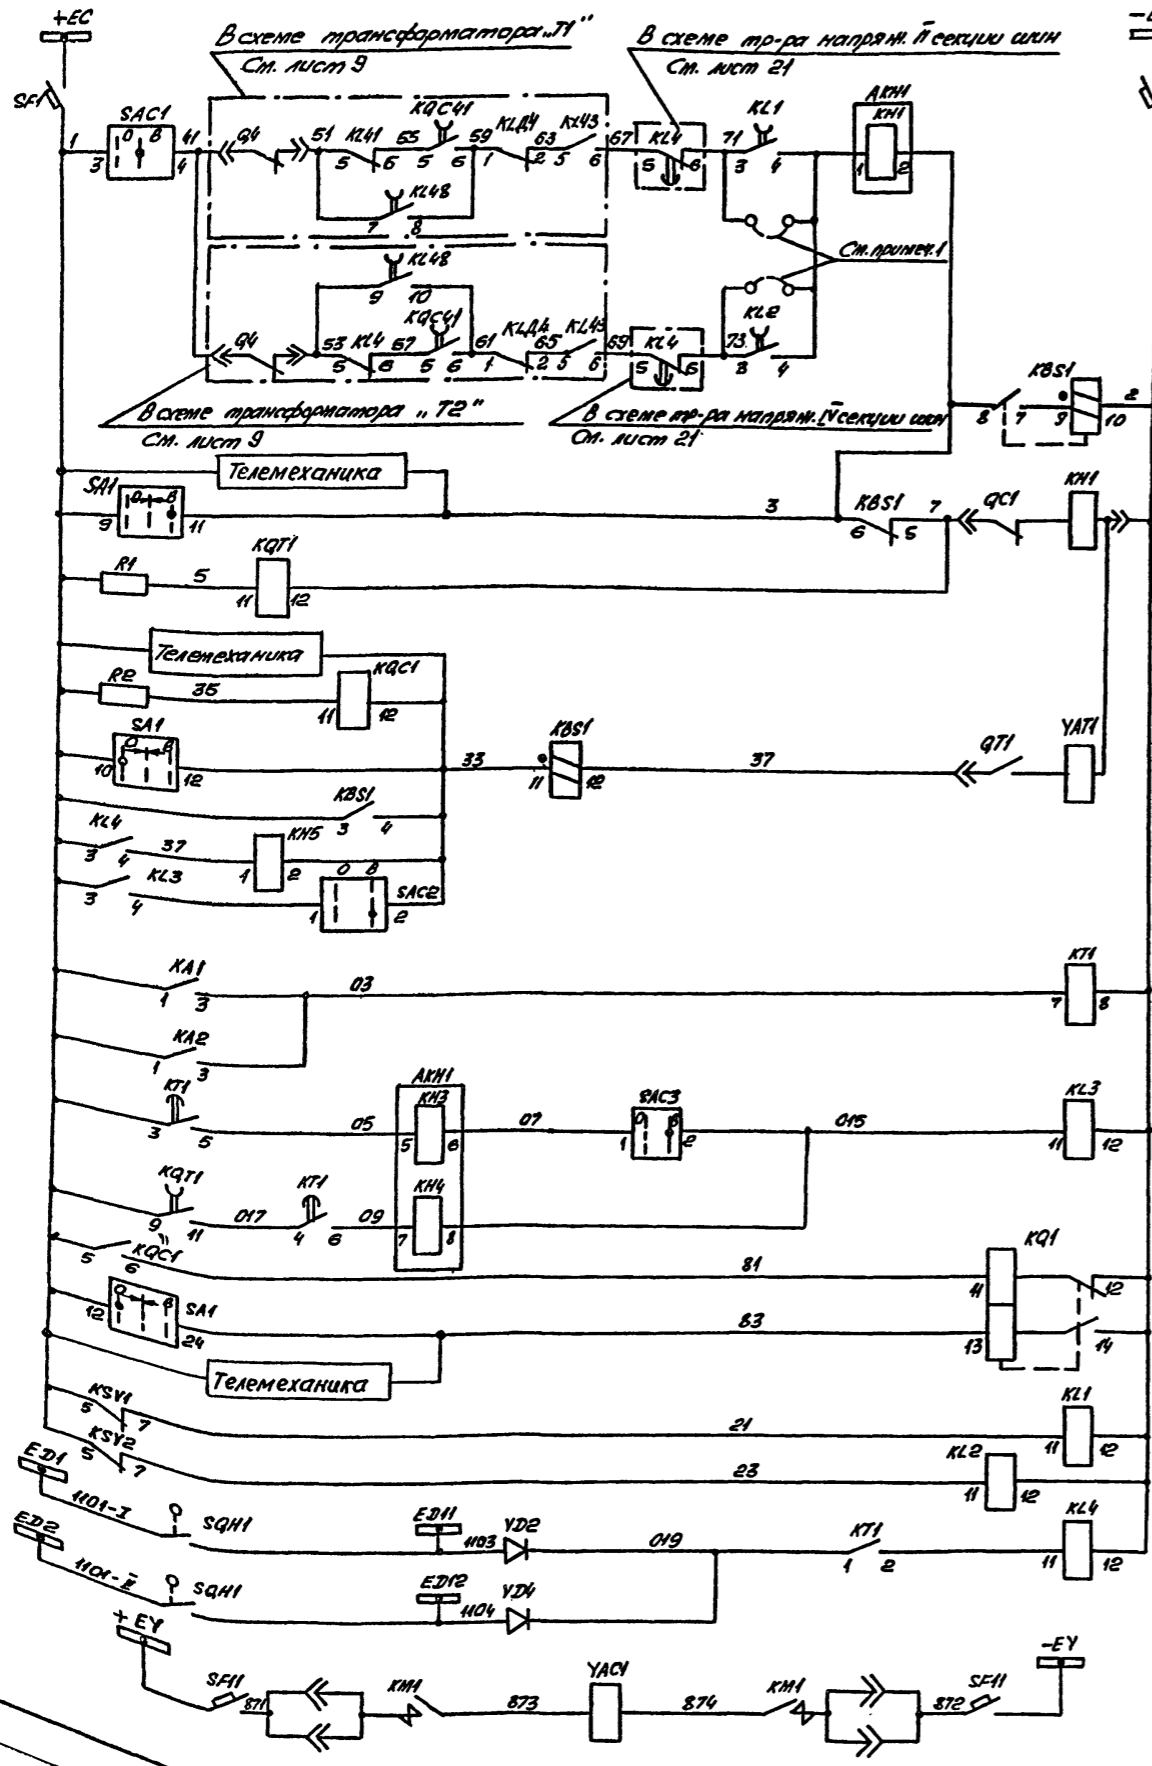 +EC
В схеме трансформатора „Т1"
См. лист 9
В схеме тр-ра напряж. II секции шин
См. лист 21
SF1
SAC1
О В
1 3 4 41
Q4
51 KL41 55 KQC41 59 KLД4 63 KL43 67
5 6 5 6 1 2 5 6
KL48
7 8
KL4
5 6
71 KL1
3 4
AKH1
KH1
1 2
См. примеч. 1
KL48
9 10
Q4
53 KL4 57 KQC41 61 KLД4 65 KL43 69
5 6 5 6 1 2 5 6
KL4
5 6
73 KL2
3 4
В схеме трансформатора „Т2"
См. лист 9
В схеме тр-ра напряж. IV секции шин
См. лист 21
KBS1
8 7 9 10 2
Телемеханика
SA1
О В
9 11
3
KBS1
6 5
7
QC1
KH1
R1 5 KQT1
11 12
Телемеханика
R2 35 KQC1
11 12
SA1
О В
10 12
33 KBS1
11 12
37
QT1
YAT1
KBS1
3 4
KL4
3 4 37
KH5
1 2
KL3
3 4
О В
SAC2
1 2
KA1
1 3
03
KT1
7 8
KA2
1 3
KT1
3 5
05
AKH1
KH3
5 6
07
SAC3
О В
1 2
015
KL3
11 12
KQT1
9 11
017
KT1
4 6
09
KH4
7 8
KQC1
5 6
81
KQ1
11 12
SA1
О В
12 24
83
13 14
Телемеханика
KSV1
5 7
21
KL1
11 12
KSV2
5 7
23
KL2
11 12
ED1
1101-I
SQH1
ED11
1103
VD2
019
KT1
1 2
KL4
11 12
ED2
1101-II
SQH1
ED12
1104
VD4
+EY
SF11
871
KM1
873
YAC1
874
KM1
872
SF11
-EY